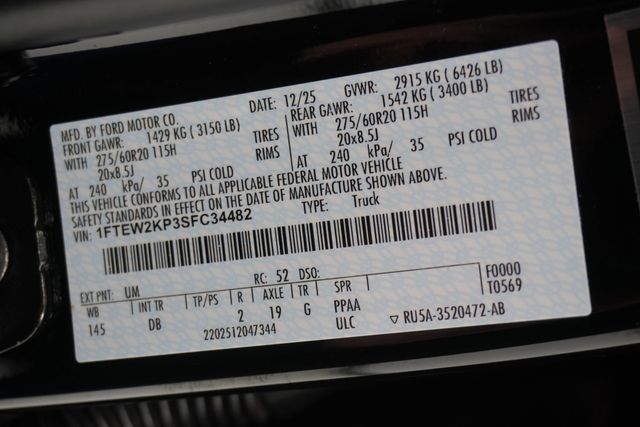 MFD. BY FORD MOTOR CO. DATE: 12/25 GVWR: 2915 KG ( 6426 LB)
FRONT GAWR: 1429 KG ( 3150 LB) REAR GAWR: 1542 KG ( 3400 LB)
WITH 275/60R20 115H TIRES WITH 275/60R20 115H TIRES
20x8.5J RIMS 20x8.5J RIMS
AT 240 kPa/ 35 PSI COLD AT 240 kPa/ 35 PSI COLD
THIS VEHICLE CONFORMS TO ALL APPLICABLE FEDERAL MOTOR VEHICLE
SAFETY STANDARDS IN EFFECT ON THE DATE OF MANUFACTURE SHOWN ABOVE.
VIN: 1FTEW2KP3SFC34482 TYPE: Truck
EXT PNT: UM RC: 52 DSO: F0000
WB INT TR TP/PS R AXLE TR SPR T0569
145 DB 2 19 G PPAA
2202512047344 ULC ▽ RU5A-3520472-AB